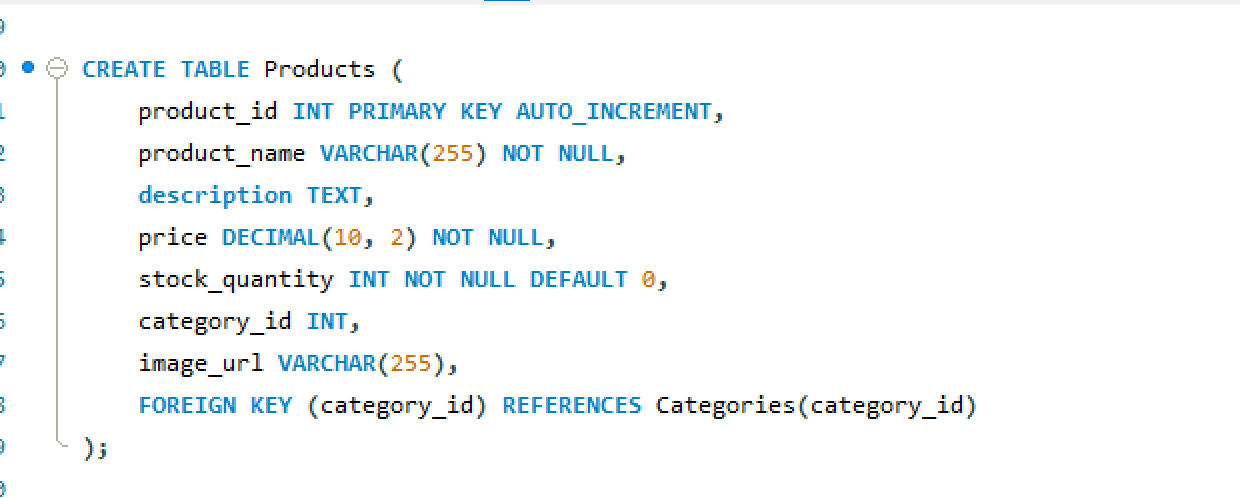 CREATE TABLE Products (
product_id INT PRIMARY KEY AUTO_INCREMENT,
product_name VARCHAR(255) NOT NULL,
description TEXT,
price DECIMAL(10, 2) NOT NULL,
stock_quantity INT NOT NULL DEFAULT 0,
category_id INT,
image_url VARCHAR(255),
FOREIGN KEY (category_id) REFERENCES Categories(category_id)
);